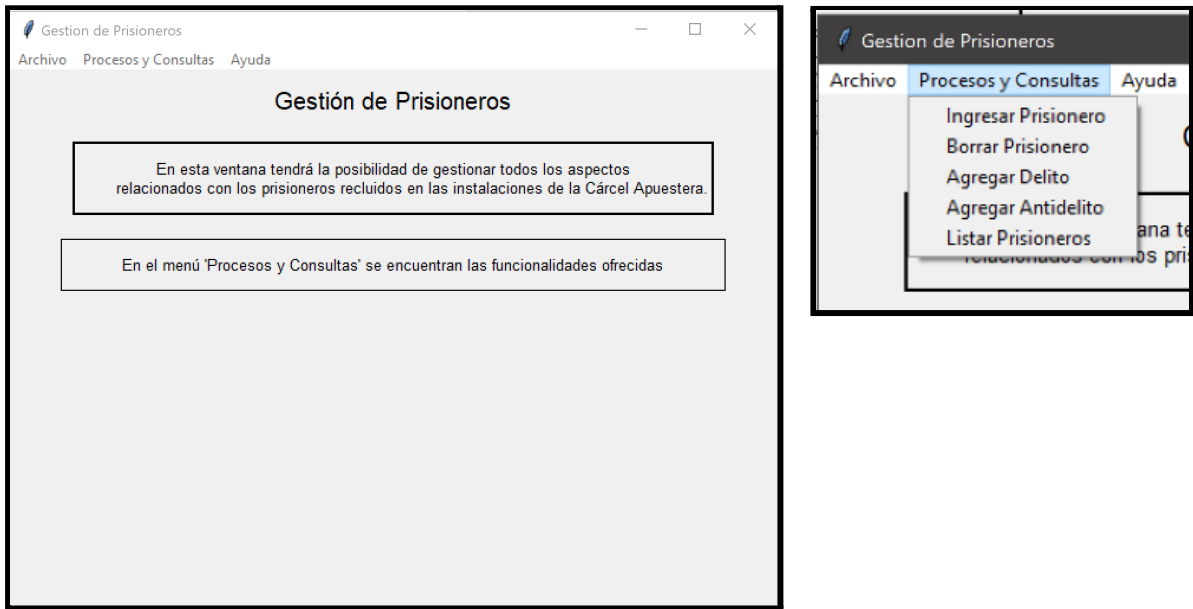 Gestion de Prisioneros
Archivo Procesos y Consultas Ayuda
Gestión de Prisioneros
En esta ventana tendrá la posibilidad de gestionar todos los aspectos
relacionados con los prisioneros recluidos en las instalaciones de la Cárcel Apuestera.
En el menú 'Procesos y Consultas' se encuentran las funcionalidades ofrecidas
Gestion de Prisioneros
Archivo Procesos y Consultas Ayuda
Ingresar Prisionero
Borrar Prisionero
Agregar Delito
Agregar Antidelito
Listar Prisioneros